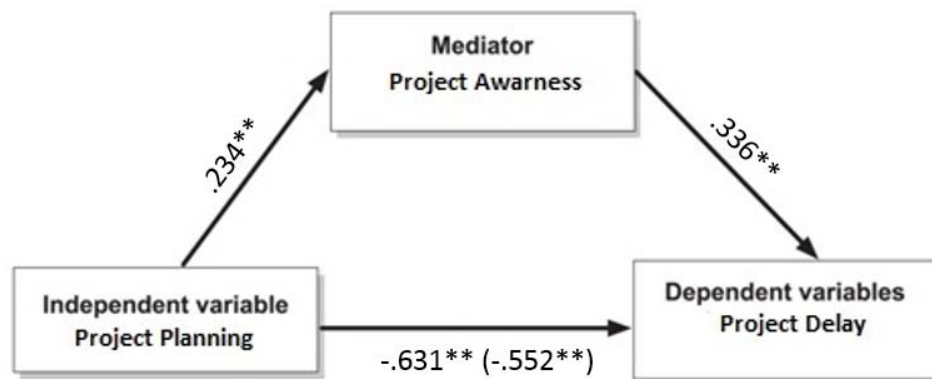 Mediator
Project Awarness
.234**
.336**
Independent variable
Project Planning
Dependent variables
Project Delay
-.631** (-.552**)